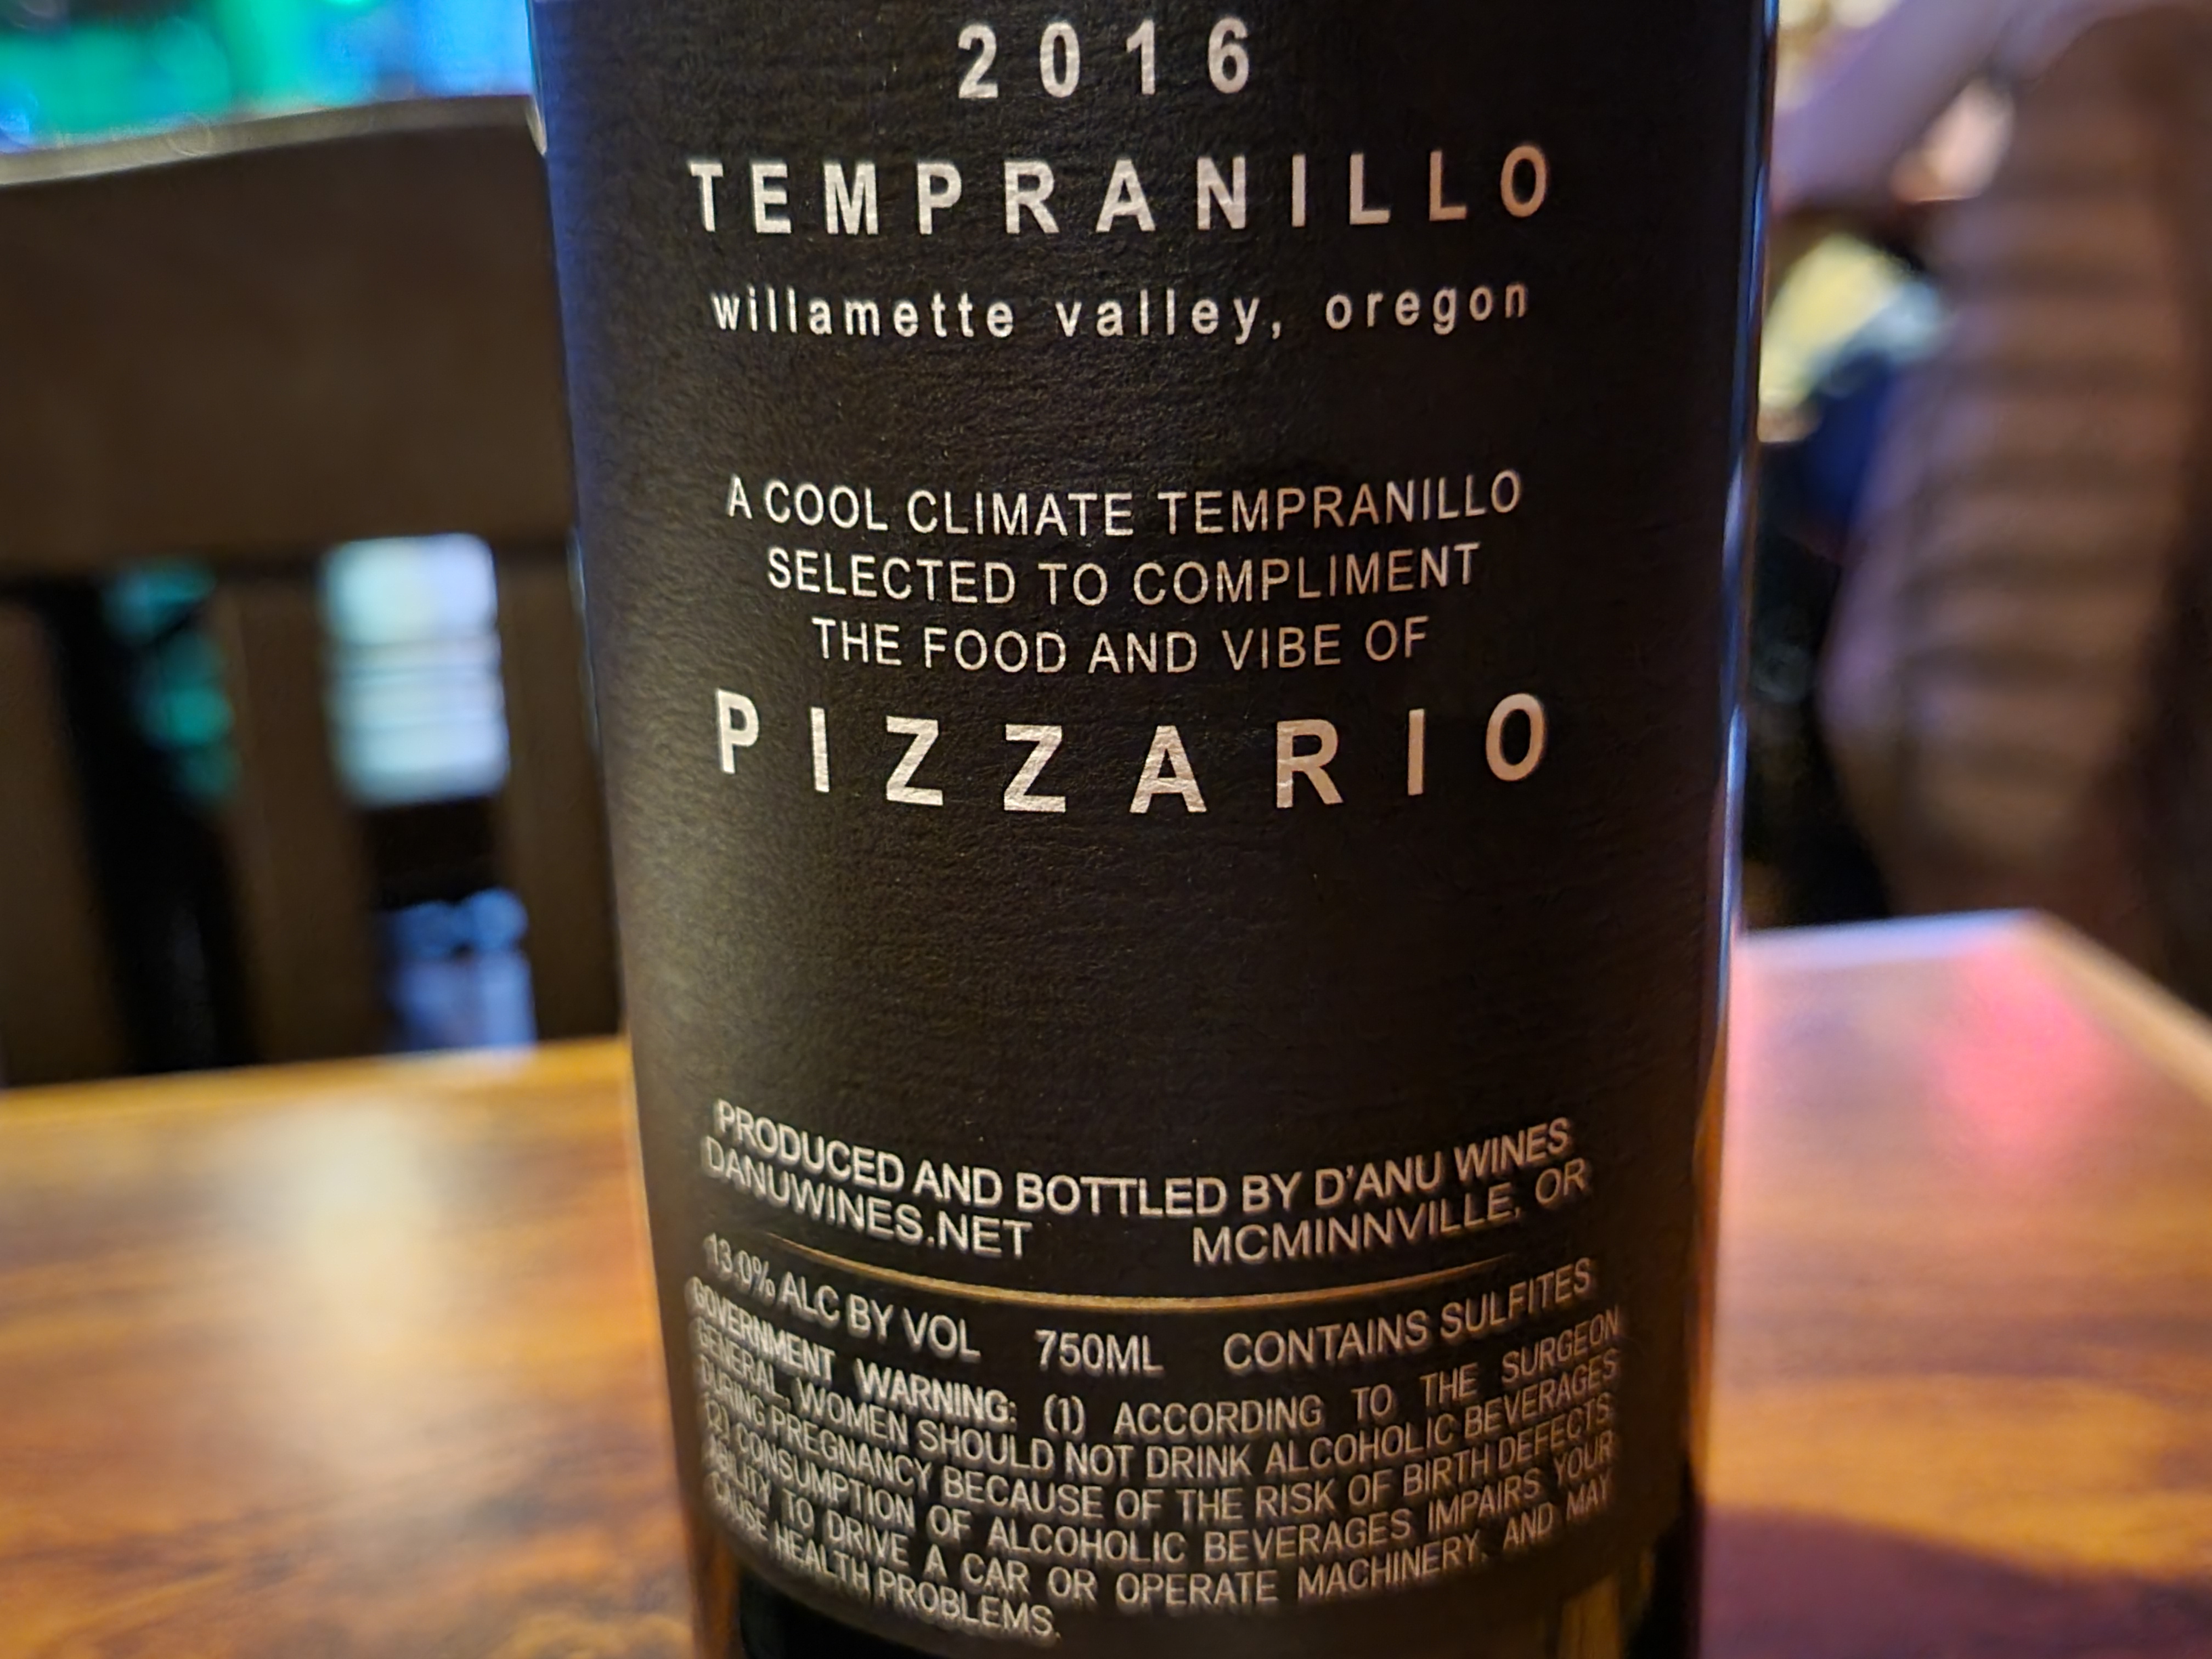 2016
TEMPRANILLO
willamette valley, oregon
A COOL CLIMATE TEMPRANILLO
SELECTED TO COMPLIMENT
THE FOOD AND VIBE OF
PIZZARIO
PRODUCED AND BOTTLED BY D'ANU WINES
DANUWINES.NET MCMINNVILLE, OR
13.0% ALC BY VOL 750ML CONTAINS SULFITES
GOVERNMENT WARNING: (1) ACCORDING TO THE SURGEON
GENERAL, WOMEN SHOULD NOT DRINK ALCOHOLIC BEVERAGES
DURING PREGNANCY BECAUSE OF THE RISK OF BIRTH DEFECTS.
(2) CONSUMPTION OF ALCOHOLIC BEVERAGES IMPAIRS YOUR
ABILITY TO DRIVE A CAR OR OPERATE MACHINERY, AND MAY
CAUSE HEALTH PROBLEMS.